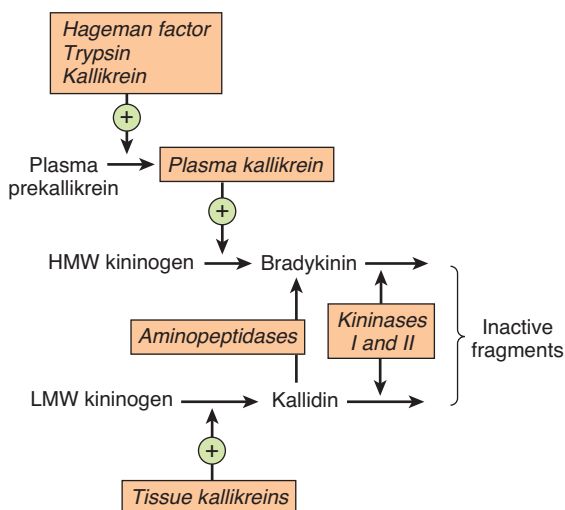 Hageman factor
Trypsin
Kallikrein
+
Plasma
prekallikrein
Plasma kallikrein
+
HMW kininogen
Bradykinin
Aminopeptidases
Kininases
I and II
Inactive
fragments
LMW kininogen
Kallidin
+
Tissue kallikreins